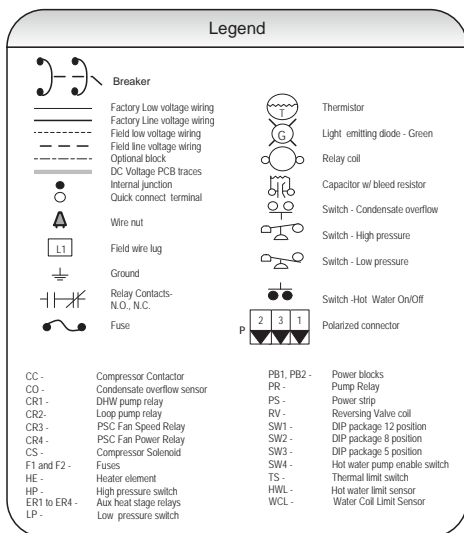 Legend
Breaker
Factory Low voltage wiring
Factory Line voltage wiring
Field low voltage wiring
Field line voltage wiring
Optional block
DC Voltage PCB traces
Internal junction
Quick connect terminal
Wire nut
L1 Field wire lug
Ground
Relay Contacts-
N.O., N.C.
Fuse
T Thermistor
G Light emitting diode - Green
Relay coil
Capacitor w/ bleed resistor
Switch - Condensate overflow
Switch - High pressure
Switch - Low pressure
Switch -Hot Water On/Off
P 2 3 1 Polarized connector
CC - Compressor Contactor
CO - Condensate overflow sensor
CR1 - DHW pump relay
CR2- Loop pump relay
CR3 - PSC Fan Speed Relay
CR4 - PSC Fan Power Relay
CS - Compressor Solenoid
F1 and F2 - Fuses
HE - Heater element
HP - High pressure switch
ER1 to ER4 - Aux heat stage relays
LP - Low pressure switch
PB1, PB2 - Power blocks
PR - Pump Relay
PS - Power strip
RV - Reversing Valve coil
SW1 - DIP package 12 position
SW2 - DIP package 8 position
SW3 - DIP package 5 position
SW4 - Hot water pump enable switch
TS - Thermal limit switch
HWL - Hot water limit sensor
WCL - Water Coil Limit Sensor